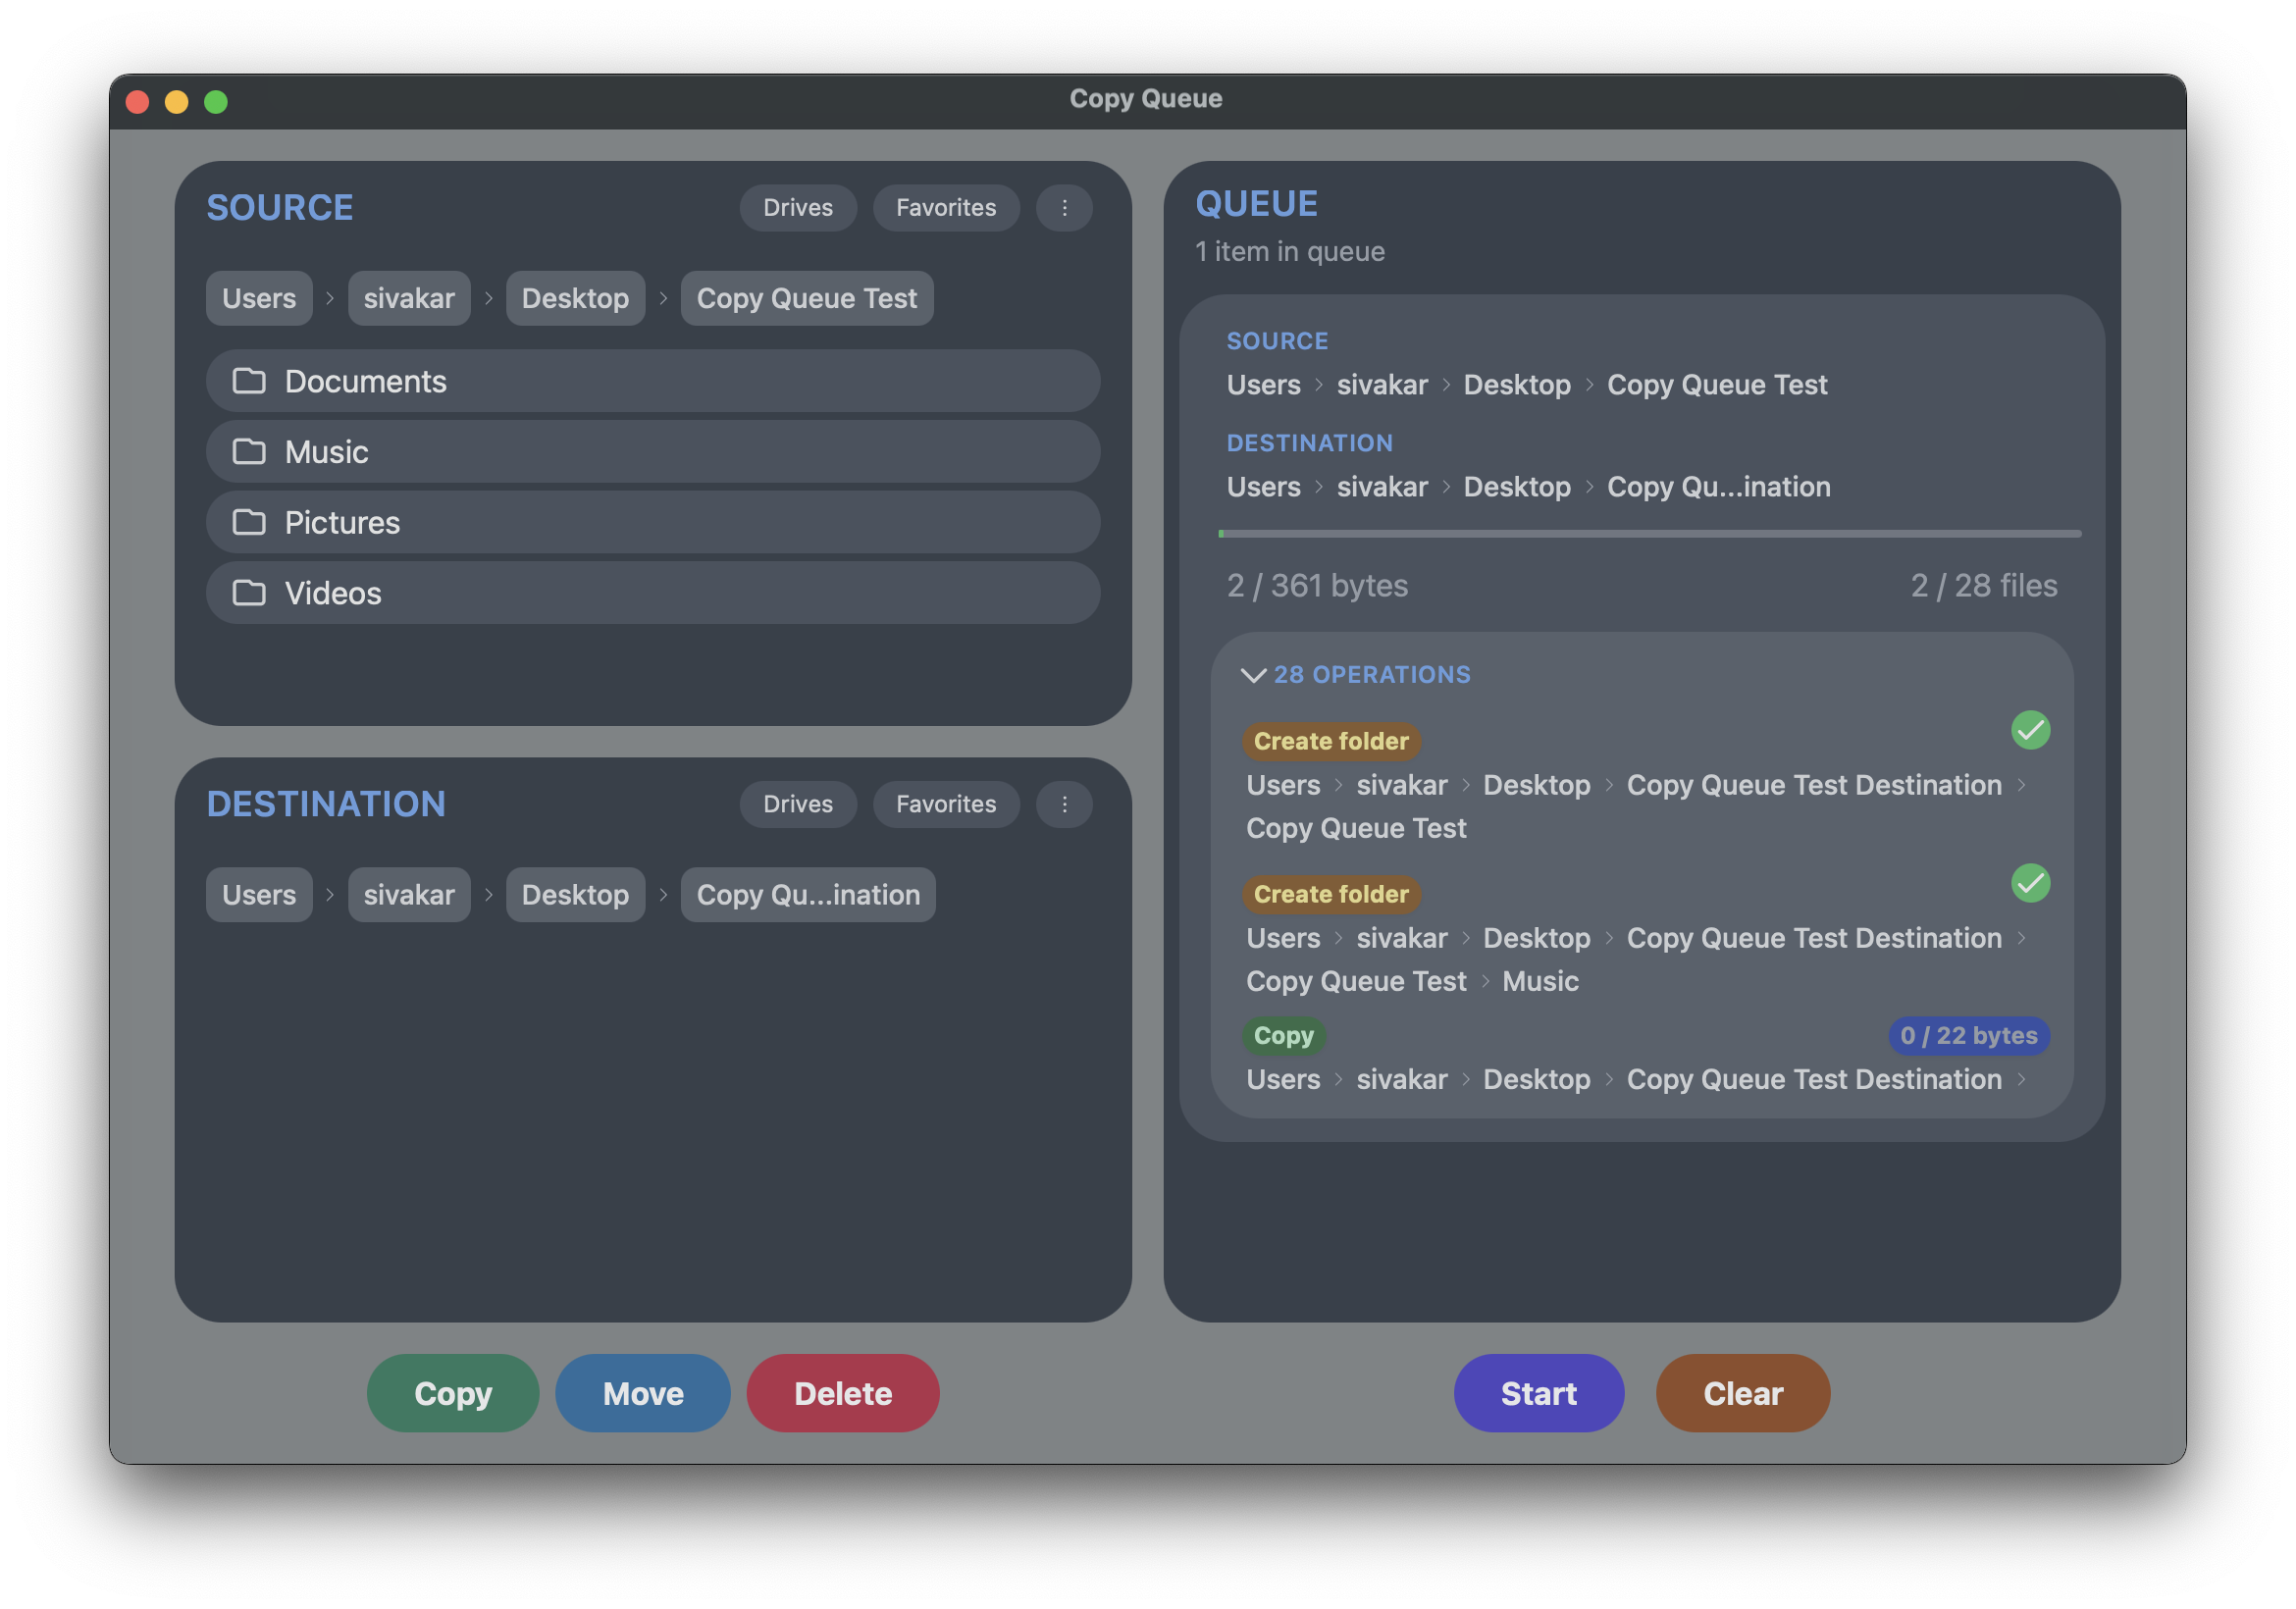 Copy Queue
SOURCE
Drives
Favorites
Users > sivakar > Desktop > Copy Queue Test
Documents
Music
Pictures
Videos
DESTINATION
Drives
Favorites
Users > sivakar > Desktop > Copy Qu...ination
Copy
Move
Delete
QUEUE
1 item in queue
SOURCE
Users > sivakar > Desktop > Copy Queue Test
DESTINATION
Users > sivakar > Desktop > Copy Qu...ination
2 / 361 bytes
2 / 28 files
28 OPERATIONS
Create folder
Users > sivakar > Desktop > Copy Queue Test Destination >
Copy Queue Test
Create folder
Users > sivakar > Desktop > Copy Queue Test Destination >
Copy Queue Test > Music
Copy
0 / 22 bytes
Users > sivakar > Desktop > Copy Queue Test Destination >
Start
Clear